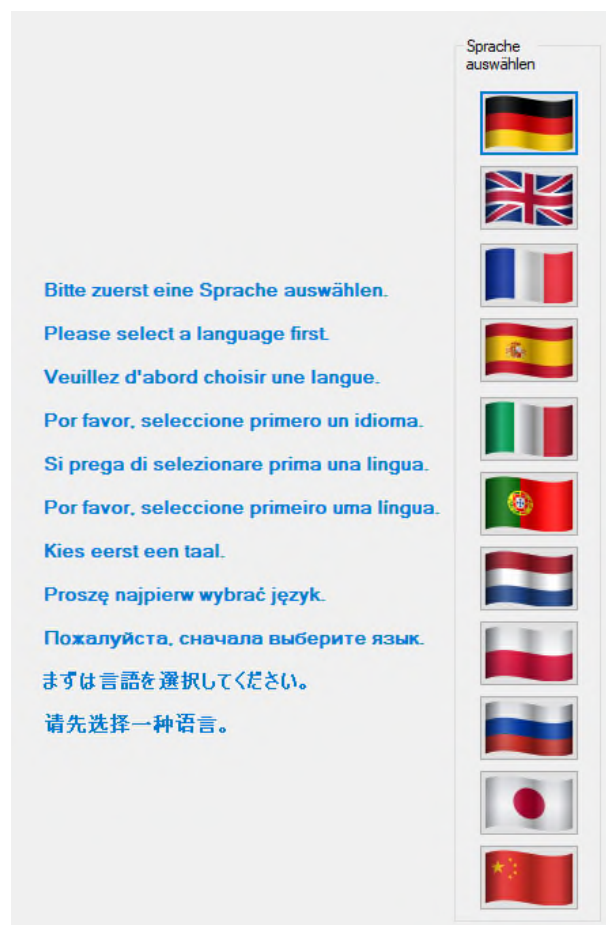 Sprache
auswählen
Bitte zuerst eine Sprache auswählen.
Please select a language first.
Veuillez d'abord choisir une langue.
Por favor, seleccione primero un idioma.
Si prega di selezionare prima una lingua.
Por favor, seleccione primeiro uma língua.
Kies eerst een taal.
Proszę najpierw wybrać język.
Пожалуйста, сначала выберите язык.
まずは言語を選択してください。
请先选择一种语言。